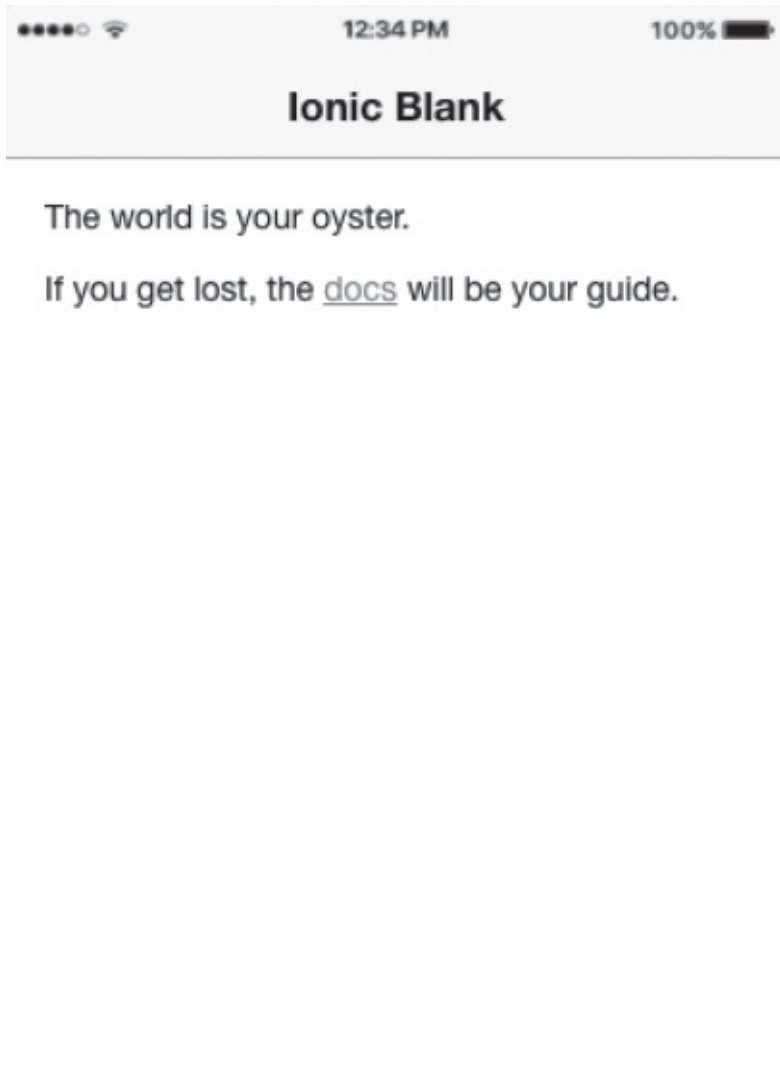 12:34 PM 100%
Ionic Blank
The world is your oyster.
If you get lost, the docs will be your guide.